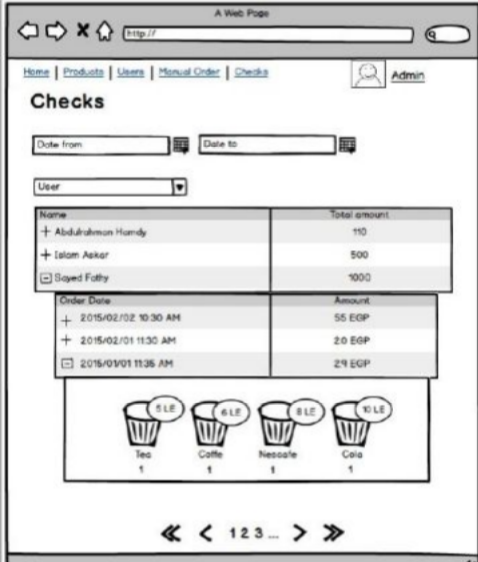 A Web Page
http://
Home | Products | Users | Manual Order | Checks
Admin
Checks
Date from
Date to
User
Name Total amount
+ Abdulrahman Hamdy 110
+ Islam Askar 500
- Sayed Fathy 1000
Order Date Amount
+ 2015/02/02 10:30 AM 55 EGP
+ 2015/02/01 11:30 AM 20 EGP
- 2015/01/01 11:35 AM 29 EGP
5 LE 6 LE 8 LE 10 LE
Tea Coffe Nescafe Cola
1 1 1 1
« < 1 2 3 ... > »